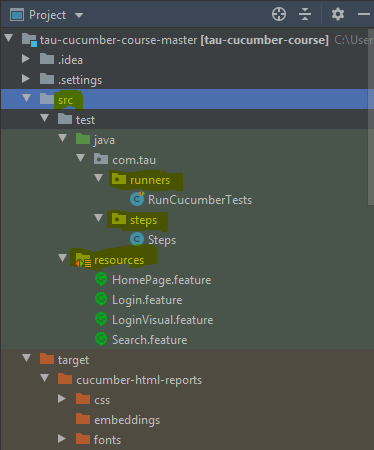 Project
tau-cucumber-course-master [tau-cucumber-course] C:\User
.idea
.settings
src
test
java
com.tau
runners
RunCucumberTests
steps
Steps
resources
HomePage.feature
Login.feature
LoginVisual.feature
Search.feature
target
cucumber-html-reports
css
embeddings
fonts